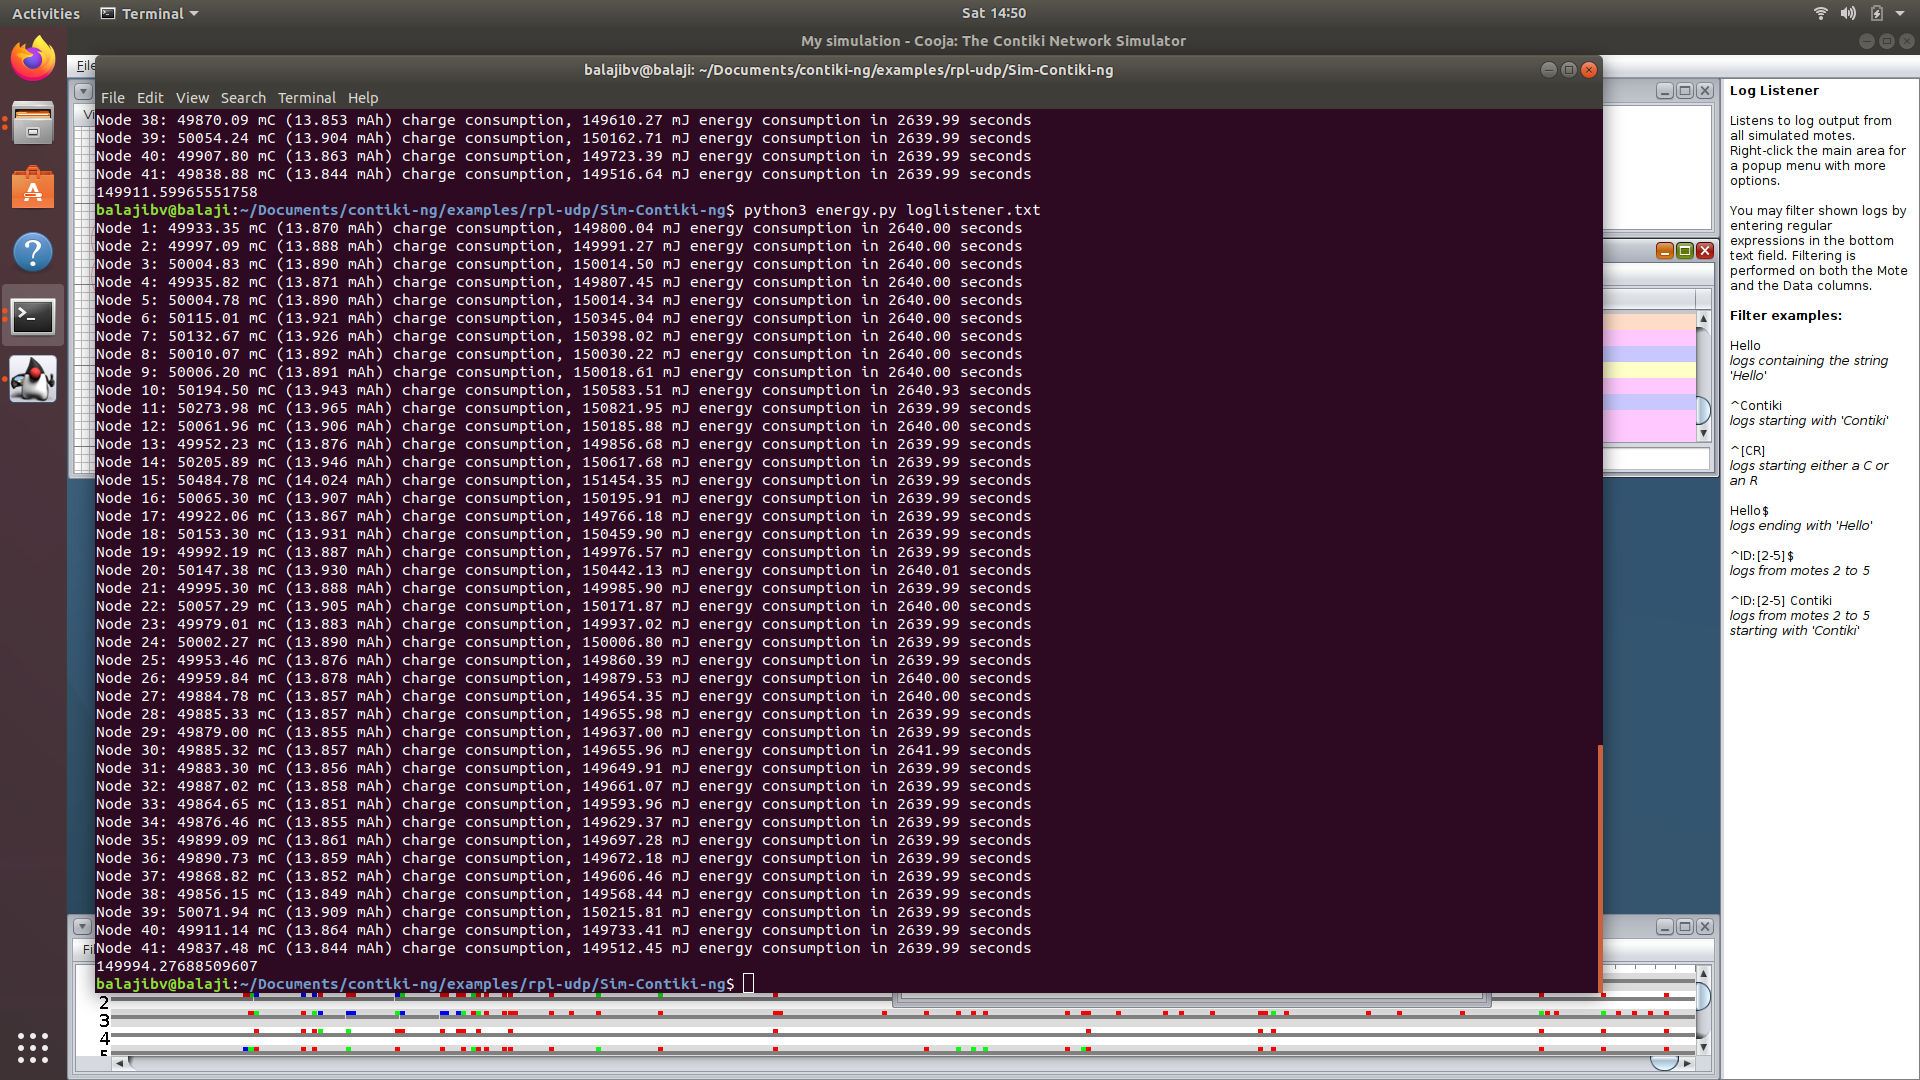 Activities
Terminal
Sat 14:50
My simulation - Cooja: The Contiki Network Simulator
File
balajibv@balaji: ~/Documents/contiki-ng/examples/rpl-udp/Sim-Contiki-ng
File Edit View Search Terminal Help
Node 38: 49870.09 mC (13.853 mAh) charge consumption, 149610.27 mJ energy consumption in 2639.99 seconds
Node 39: 50054.24 mC (13.904 mAh) charge consumption, 150162.71 mJ energy consumption in 2639.99 seconds
Node 40: 49907.80 mC (13.863 mAh) charge consumption, 149723.39 mJ energy consumption in 2639.99 seconds
Node 41: 49838.88 mC (13.844 mAh) charge consumption, 149516.64 mJ energy consumption in 2639.99 seconds
149911.59965551758
balajibv@balaji:~/Documents/contiki-ng/examples/rpl-udp/Sim-Contiki-ng$ python3 energy.py loglistener.txt
Node 1: 49933.35 mC (13.870 mAh) charge consumption, 149800.04 mJ energy consumption in 2640.00 seconds
Node 2: 49997.09 mC (13.888 mAh) charge consumption, 149991.27 mJ energy consumption in 2640.00 seconds
Node 3: 50004.83 mC (13.890 mAh) charge consumption, 150014.50 mJ energy consumption in 2640.00 seconds
Node 4: 49935.82 mC (13.871 mAh) charge consumption, 149807.45 mJ energy consumption in 2640.00 seconds
Node 5: 50004.78 mC (13.890 mAh) charge consumption, 150014.34 mJ energy consumption in 2640.00 seconds
Node 6: 50115.01 mC (13.921 mAh) charge consumption, 150345.04 mJ energy consumption in 2640.00 seconds
Node 7: 50132.67 mC (13.926 mAh) charge consumption, 150398.02 mJ energy consumption in 2640.00 seconds
Node 8: 50010.07 mC (13.892 mAh) charge consumption, 150030.22 mJ energy consumption in 2640.00 seconds
Node 9: 50006.20 mC (13.891 mAh) charge consumption, 150018.61 mJ energy consumption in 2640.00 seconds
Node 10: 50194.50 mC (13.943 mAh) charge consumption, 150583.51 mJ energy consumption in 2640.93 seconds
Node 11: 50273.98 mC (13.965 mAh) charge consumption, 150821.95 mJ energy consumption in 2639.99 seconds
Node 12: 50061.96 mC (13.906 mAh) charge consumption, 150185.88 mJ energy consumption in 2640.00 seconds
Node 13: 49952.23 mC (13.876 mAh) charge consumption, 149856.68 mJ energy consumption in 2639.99 seconds
Node 14: 50205.89 mC (13.946 mAh) charge consumption, 150617.68 mJ energy consumption in 2639.99 seconds
Node 15: 50484.78 mC (14.024 mAh) charge consumption, 151454.35 mJ energy consumption in 2639.99 seconds
Node 16: 50065.30 mC (13.907 mAh) charge consumption, 150195.91 mJ energy consumption in 2639.99 seconds
Node 17: 49922.06 mC (13.867 mAh) charge consumption, 149766.18 mJ energy consumption in 2639.99 seconds
Node 18: 50153.30 mC (13.931 mAh) charge consumption, 150459.90 mJ energy consumption in 2639.99 seconds
Node 19: 49992.19 mC (13.887 mAh) charge consumption, 149976.57 mJ energy consumption in 2639.99 seconds
Node 20: 50147.38 mC (13.930 mAh) charge consumption, 150442.13 mJ energy consumption in 2640.01 seconds
Node 21: 49995.30 mC (13.888 mAh) charge consumption, 149985.90 mJ energy consumption in 2639.99 seconds
Node 22: 50057.29 mC (13.905 mAh) charge consumption, 150171.87 mJ energy consumption in 2640.00 seconds
Node 23: 49979.01 mC (13.883 mAh) charge consumption, 149937.02 mJ energy consumption in 2639.99 seconds
Node 24: 50002.27 mC (13.890 mAh) charge consumption, 150006.80 mJ energy consumption in 2639.99 seconds
Node 25: 49953.46 mC (13.876 mAh) charge consumption, 149860.39 mJ energy consumption in 2639.99 seconds
Node 26: 49959.84 mC (13.878 mAh) charge consumption, 149879.53 mJ energy consumption in 2640.00 seconds
Node 27: 49884.78 mC (13.857 mAh) charge consumption, 149654.35 mJ energy consumption in 2640.00 seconds
Node 28: 49885.33 mC (13.857 mAh) charge consumption, 149655.98 mJ energy consumption in 2639.99 seconds
Node 29: 49879.00 mC (13.855 mAh) charge consumption, 149637.00 mJ energy consumption in 2639.99 seconds
Node 30: 49885.32 mC (13.857 mAh) charge consumption, 149655.96 mJ energy consumption in 2641.99 seconds
Node 31: 49883.30 mC (13.856 mAh) charge consumption, 149649.91 mJ energy consumption in 2639.99 seconds
Node 32: 49887.02 mC (13.858 mAh) charge consumption, 149661.07 mJ energy consumption in 2639.99 seconds
Node 33: 49864.65 mC (13.851 mAh) charge consumption, 149593.96 mJ energy consumption in 2639.99 seconds
Node 34: 49876.46 mC (13.855 mAh) charge consumption, 149629.37 mJ energy consumption in 2639.99 seconds
Node 35: 49899.09 mC (13.861 mAh) charge consumption, 149697.28 mJ energy consumption in 2639.99 seconds
Node 36: 49890.73 mC (13.859 mAh) charge consumption, 149672.18 mJ energy consumption in 2639.99 seconds
Node 37: 49868.82 mC (13.852 mAh) charge consumption, 149606.46 mJ energy consumption in 2639.99 seconds
Node 38: 49856.15 mC (13.849 mAh) charge consumption, 149568.44 mJ energy consumption in 2639.99 seconds
Node 39: 50071.94 mC (13.909 mAh) charge consumption, 150215.81 mJ energy consumption in 2639.99 seconds
Node 40: 49911.14 mC (13.864 mAh) charge consumption, 149733.41 mJ energy consumption in 2639.99 seconds
Node 41: 49837.48 mC (13.844 mAh) charge consumption, 149512.45 mJ energy consumption in 2639.99 seconds
149994.27688509607
balajibv@balaji:~/Documents/contiki-ng/examples/rpl-udp/Sim-Contiki-ng$
2
3
4
Log Listener
Listens to log output from
all simulated motes.
Right-click the main area for
a popup menu with more
options.
You may filter shown logs by
entering regular
expressions in the bottom
text field. Filtering is
performed on both the Mote
and the Data columns.
Filter examples:
Hello
logs containing the string
'Hello'
^Contiki
logs starting with 'Contiki'
^[CR]
logs starting either a C or
an R
Hello$
logs ending with 'Hello'
^ID:[2-5]$
logs from motes 2 to 5
^ID:[2-5] Contiki
logs from motes 2 to 5
starting with 'Contiki'